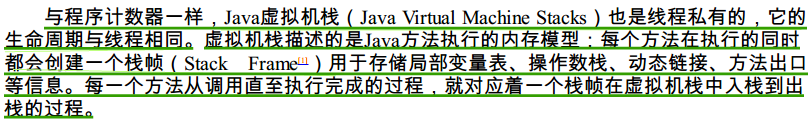 与程序计数器一样，Java虚拟机栈（Java Virtual Machine Stacks）也是线程私有的，它的
生命周期与线程相同。虚拟机栈描述的是Java方法执行的内存模型：每个方法在执行的同时
都会创建一个栈帧（Stack Frame[1]）用于存储局部变量表、操作数栈、动态链接、方法出口
等信息。每一个方法从调用直至执行完成的过程，就对应着一个栈帧在虚拟机栈中入栈到出
栈的过程。